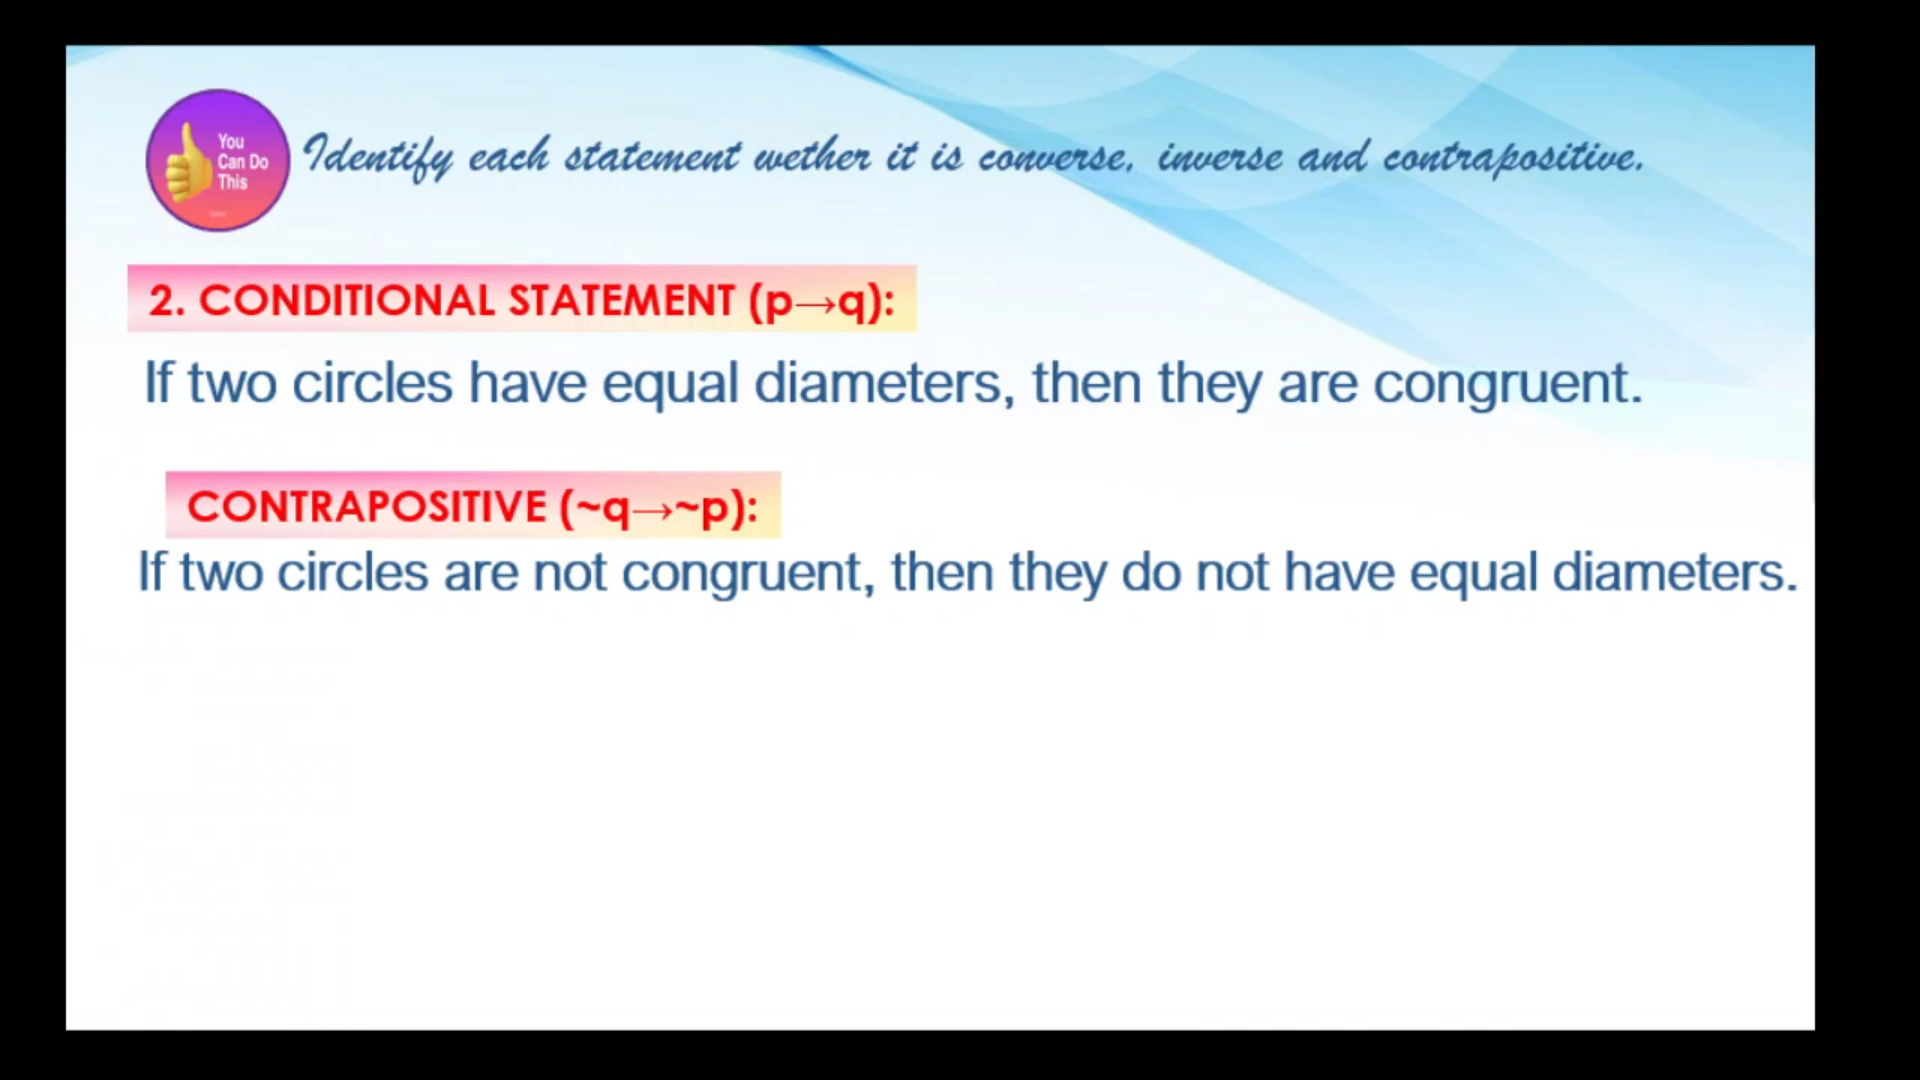 You
Can Do
This
Identify each statement wether it is converse, inverse and contrapositive.
2. CONDITIONAL STATEMENT (p→q):
If two circles have equal diameters, then they are congruent.
CONTRAPOSITIVE (~q→~p):
If two circles are not congruent, then they do not have equal diameters.